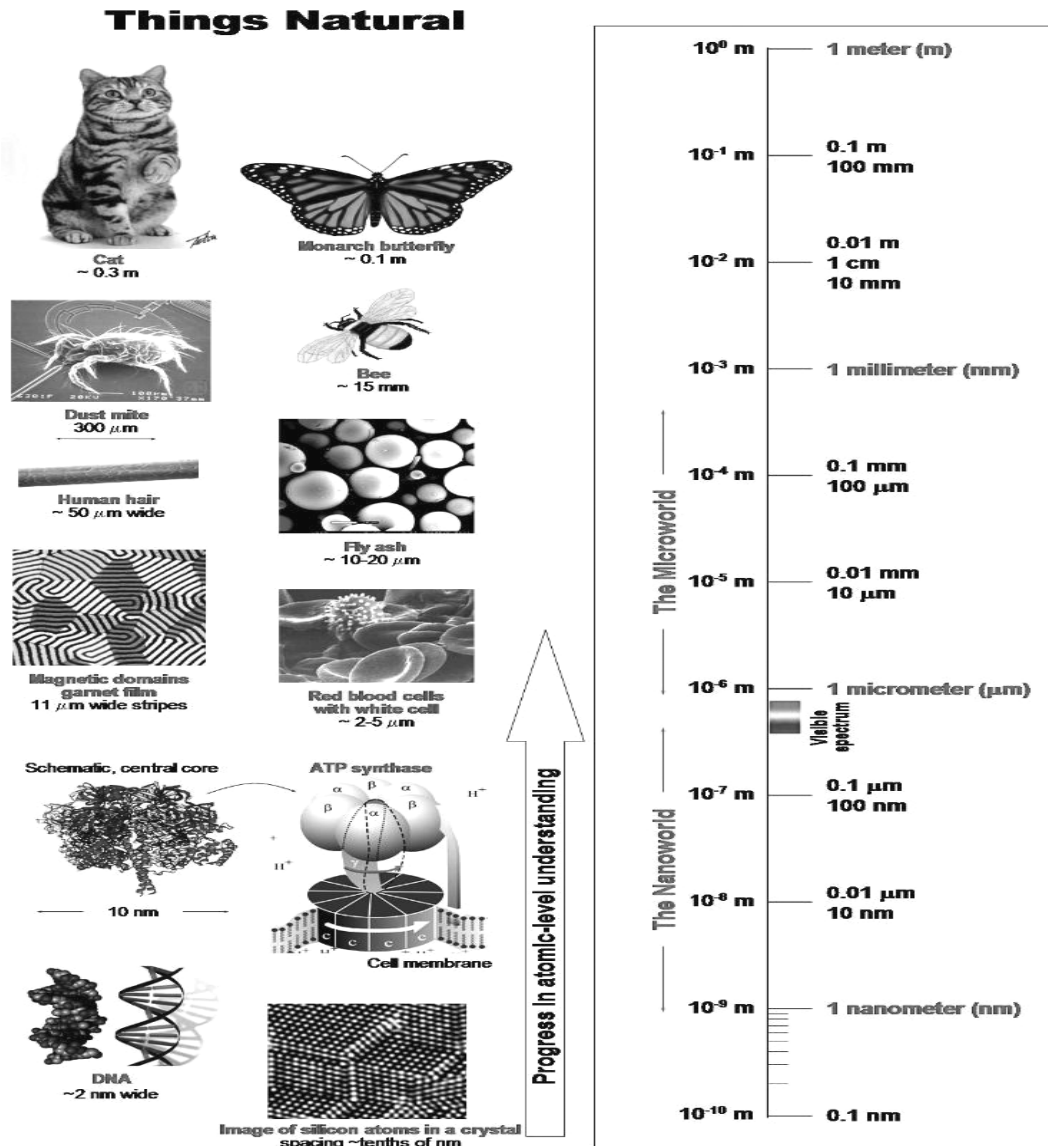 Things Natural
Cat
~ 0.3 m
Monarch butterfly
~ 0.1 m
Dust mite
300 μm
Bee
~ 15 mm
Human hair
~ 50 μm wide
Fly ash
~ 10-20 μm
Magnetic domains
garnet film
11 μm wide stripes
Red blood cells
with white cell
~ 2-5 μm
Schematic, central core
10 nm
ATP synthase
α β α
β α β
γ
H⁺
H⁺
C C C C
Cell membrane
DNA
~2 nm wide
Image of silicon atoms in a crystal
spacing ~tenths of nm
Progress in atomic-level understanding
10⁰ m
1 meter (m)
10⁻¹ m
0.1 m
100 mm
10⁻² m
0.01 m
1 cm
10 mm
10⁻³ m
1 millimeter (mm)
The Microworld
10⁻⁴ m
0.1 mm
100 μm
10⁻⁵ m
0.01 mm
10 μm
10⁻⁶ m
1 micrometer (μm)
Visible
spectrum
The Nanoworld
10⁻⁷ m
0.1 μm
100 nm
10⁻⁸ m
0.01 μm
10 nm
10⁻⁹ m
1 nanometer (nm)
10⁻¹⁰ m
0.1 nm